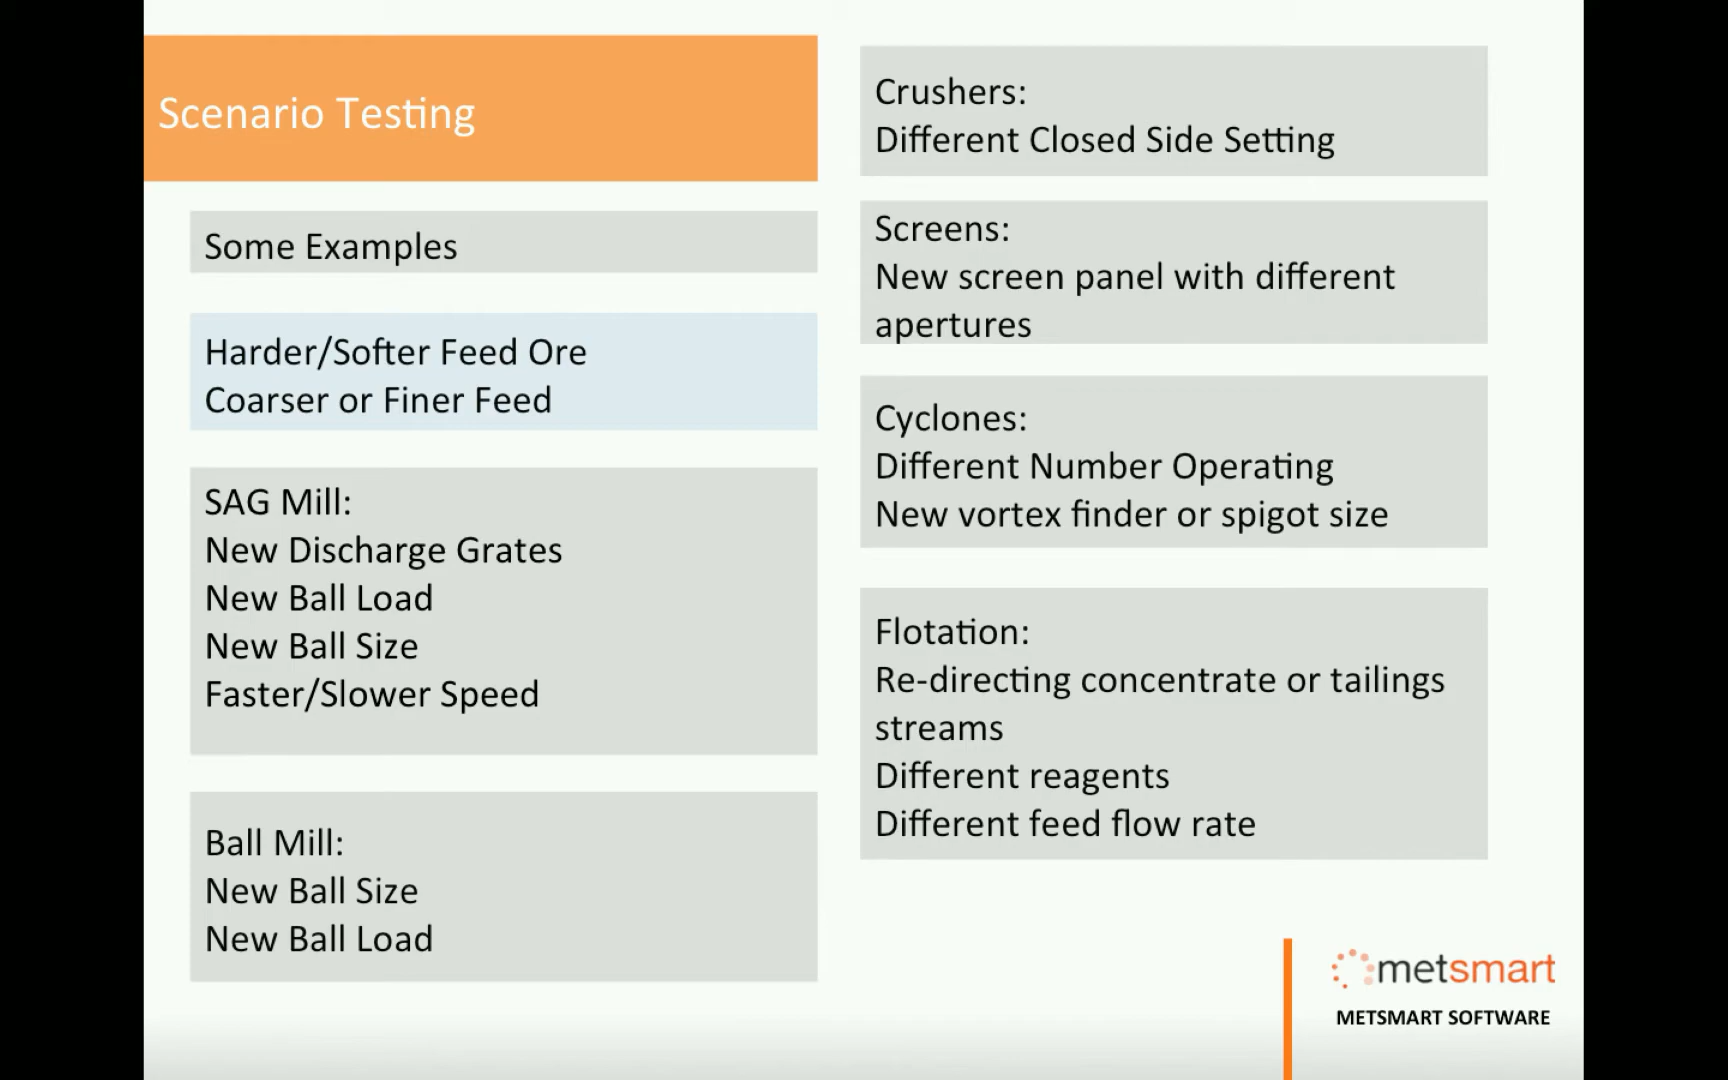 Scenario Testing
Some Examples
Harder/Softer Feed Ore
Coarser or Finer Feed
SAG Mill:
New Discharge Grates
New Ball Load
New Ball Size
Faster/Slower Speed
Ball Mill:
New Ball Size
New Ball Load
Crushers:
Different Closed Side Setting
Screens:
New screen panel with different
apertures
Cyclones:
Different Number Operating
New vortex finder or spigot size
Flotation:
Re-directing concentrate or tailings
streams
Different reagents
Different feed flow rate
metsmart
METSMART SOFTWARE